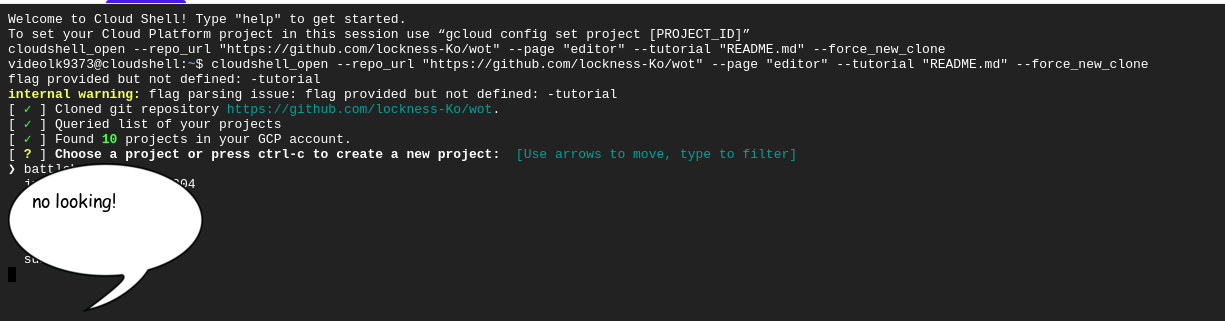 Welcome to Cloud Shell! Type "help" to get started.
To set your Cloud Platform project in this session use “gcloud config set project [PROJECT_ID]”
cloudshell_open --repo_url "https://github.com/lockness-Ko/wot" --page "editor" --tutorial "README.md" --force_new_clone
videolk9373@cloudshell:~$ cloudshell_open --repo_url "https://github.com/lockness-Ko/wot" --page "editor" --tutorial "README.md" --force_new_clone
flag provided but not defined: -tutorial
internal warning: flag parsing issue: flag provided but not defined: -tutorial
[ ✓ ] Cloned git repository https://github.com/lockness-Ko/wot.
[ ✓ ] Queried list of your projects
[ ✓ ] Found 10 projects in your GCP account.
[ ? ] Choose a project or press ctrl-c to create a new project:  [Use arrows to move, type to filter]
no looking!